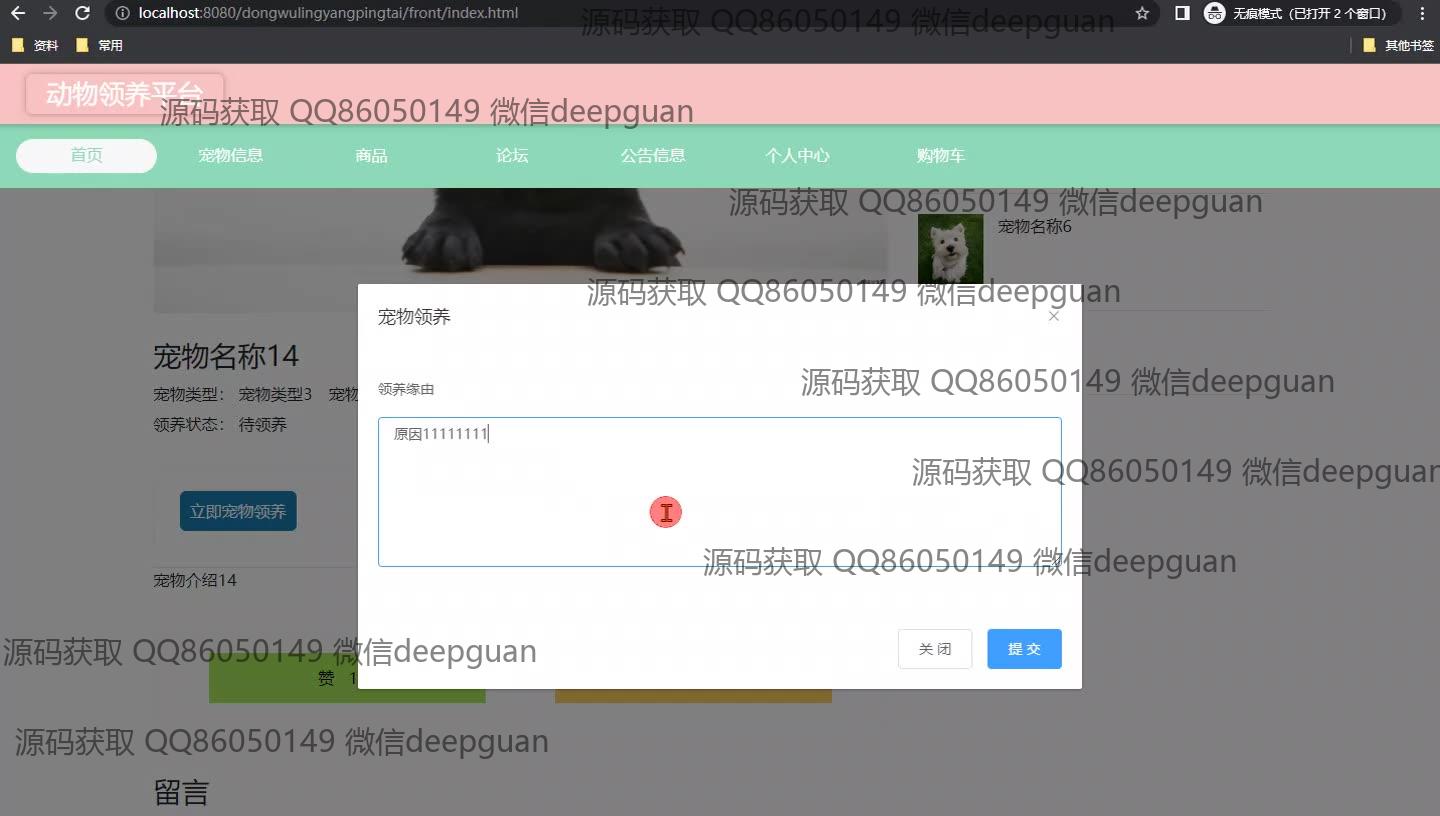 localhost:8080/dongwulingyangpingtai/front/index.html
无痕模式（已打开 2 个窗口）
资料 常用 其他书签
源码获取 QQ86050149 微信deepguan
动物领养平台
源码获取 QQ86050149 微信deepguan
首页 宠物信息 商品 论坛 公告信息 个人中心 购物车
源码获取 QQ86050149 微信deepguan
宠物名称6
源码获取 QQ86050149 微信deepguan
宠物领养
宠物名称14
源码获取 QQ86050149 微信deepguan
宠物类型： 宠物类型3 宠物
领养缘由
领养状态： 待领养
原因11111111
源码获取 QQ86050149 微信deepguan
立即宠物领养
源码获取 QQ86050149 微信deepguan
宠物介绍14
源码获取 QQ86050149 微信deepguan
关 闭 提 交
赞 1
源码获取 QQ86050149 微信deepguan
留言